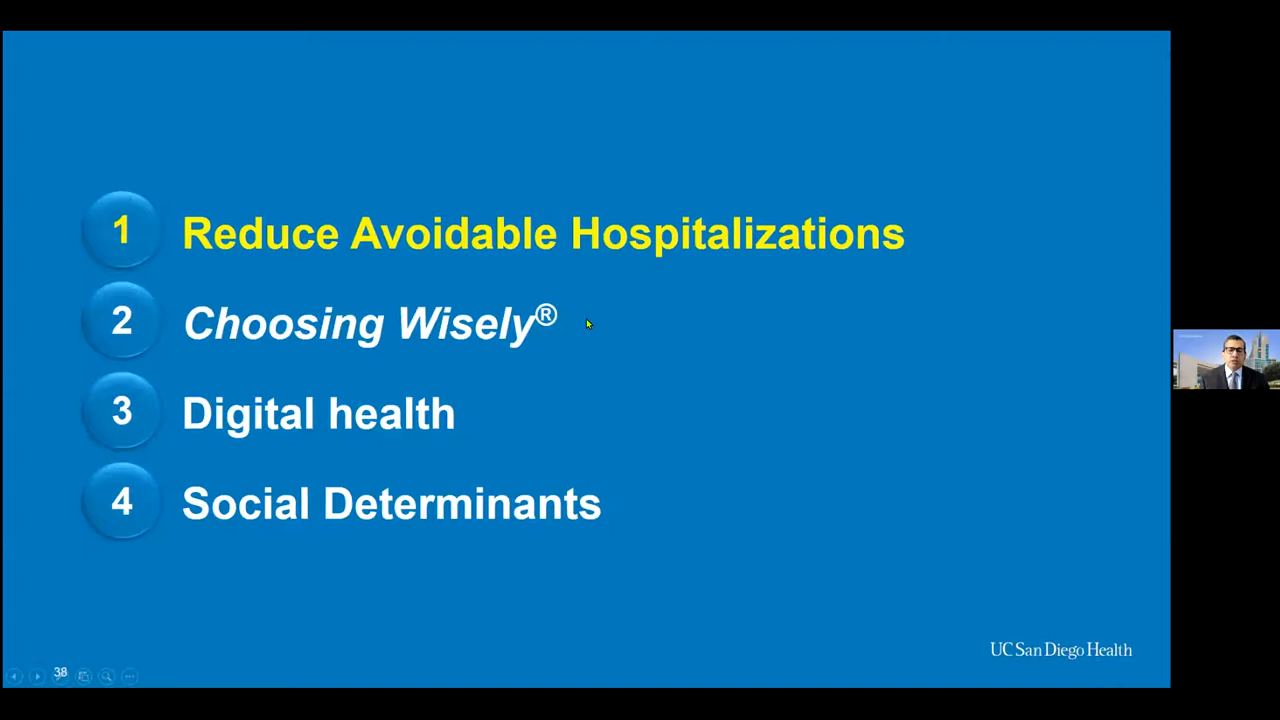 1 Reduce Avoidable Hospitalizations
2 Choosing Wisely®
3 Digital health
4 Social Determinants
UC San Diego Health
38